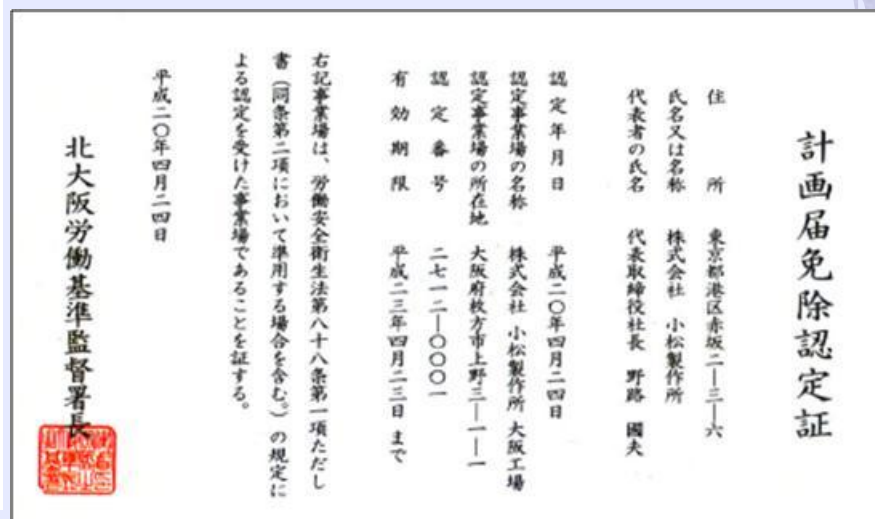 計画届免除認定証
住所 東京都港区赤坂二―三―六
氏名又は名称 株式会社 小松製作所
代表者の氏名 代表取締役社長 野路 國夫
認定年月日 平成二〇年四月二四日
認定事業場の名称 株式会社 小松製作所 大阪工場
認定事業場の所在地 大阪府枚方市上野三―一―一
認定番号 二七一二―〇〇〇一
有効期限 平成二三年四月二三日 まで
右記事業場は、労働安全衛生法第八十八条第一項ただし
書(同条第二項において準用する場合を含む。)の規定に
よる認定を受けた事業場であることを証する。
平成二〇年四月二四日
北大阪労働基準監督署長